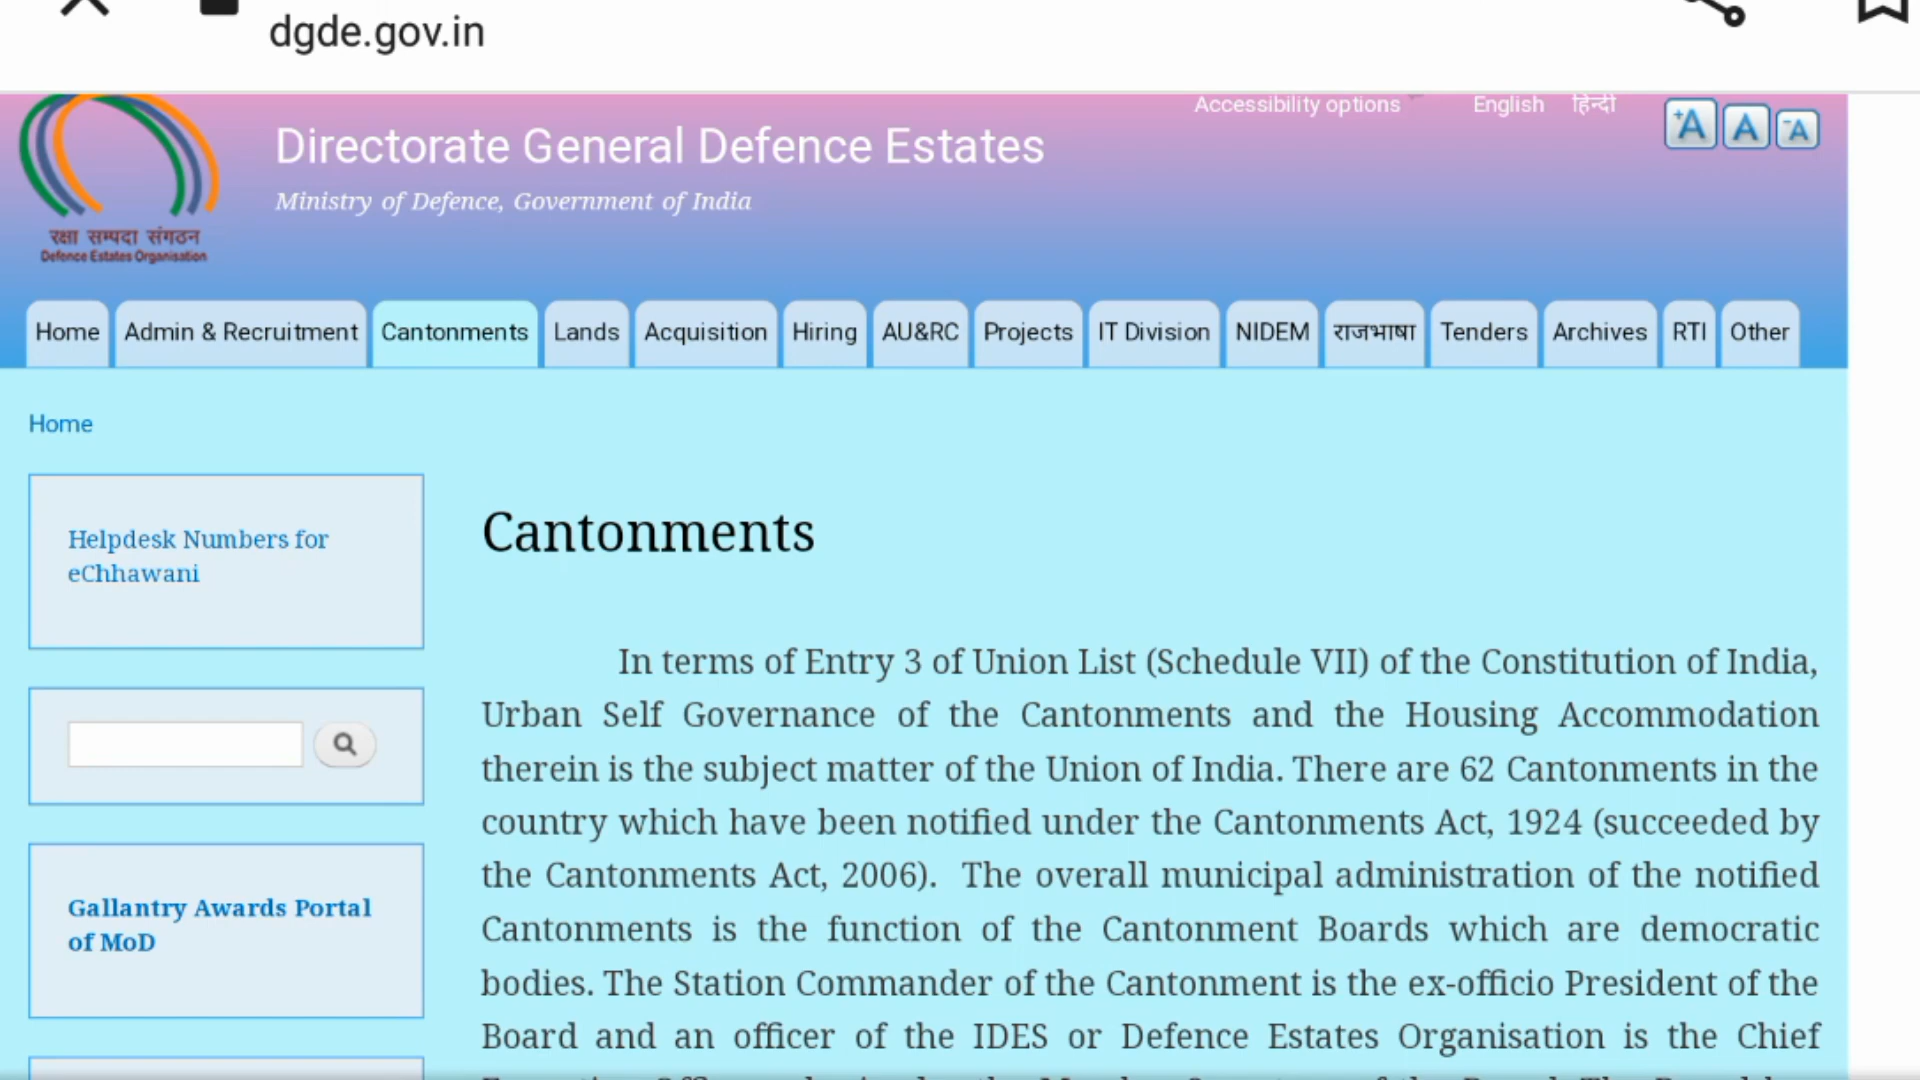 dgde.gov.in
Accessibility options English हिन्दी
+A A -A
Directorate General Defence Estates
Ministry of Defence, Government of India
रक्षा सम्पदा संगठन
Defence Estates Organisation
Home Admin & Recruitment Cantonments Lands Acquisition Hiring AU&RC Projects IT Division NIDEM राजभाषा Tenders Archives RTI Other
Home
Helpdesk Numbers for
eChhawani
Gallantry Awards Portal
of MoD
Cantonments
In terms of Entry 3 of Union List (Schedule VII) of the Constitution of India,
Urban Self Governance of the Cantonments and the Housing Accommodation
therein is the subject matter of the Union of India. There are 62 Cantonments in the
country which have been notified under the Cantonments Act, 1924 (succeeded by
the Cantonments Act, 2006). The overall municipal administration of the notified
Cantonments is the function of the Cantonment Boards which are democratic
bodies. The Station Commander of the Cantonment is the ex-officio President of the
Board and an officer of the IDES or Defence Estates Organisation is the Chief